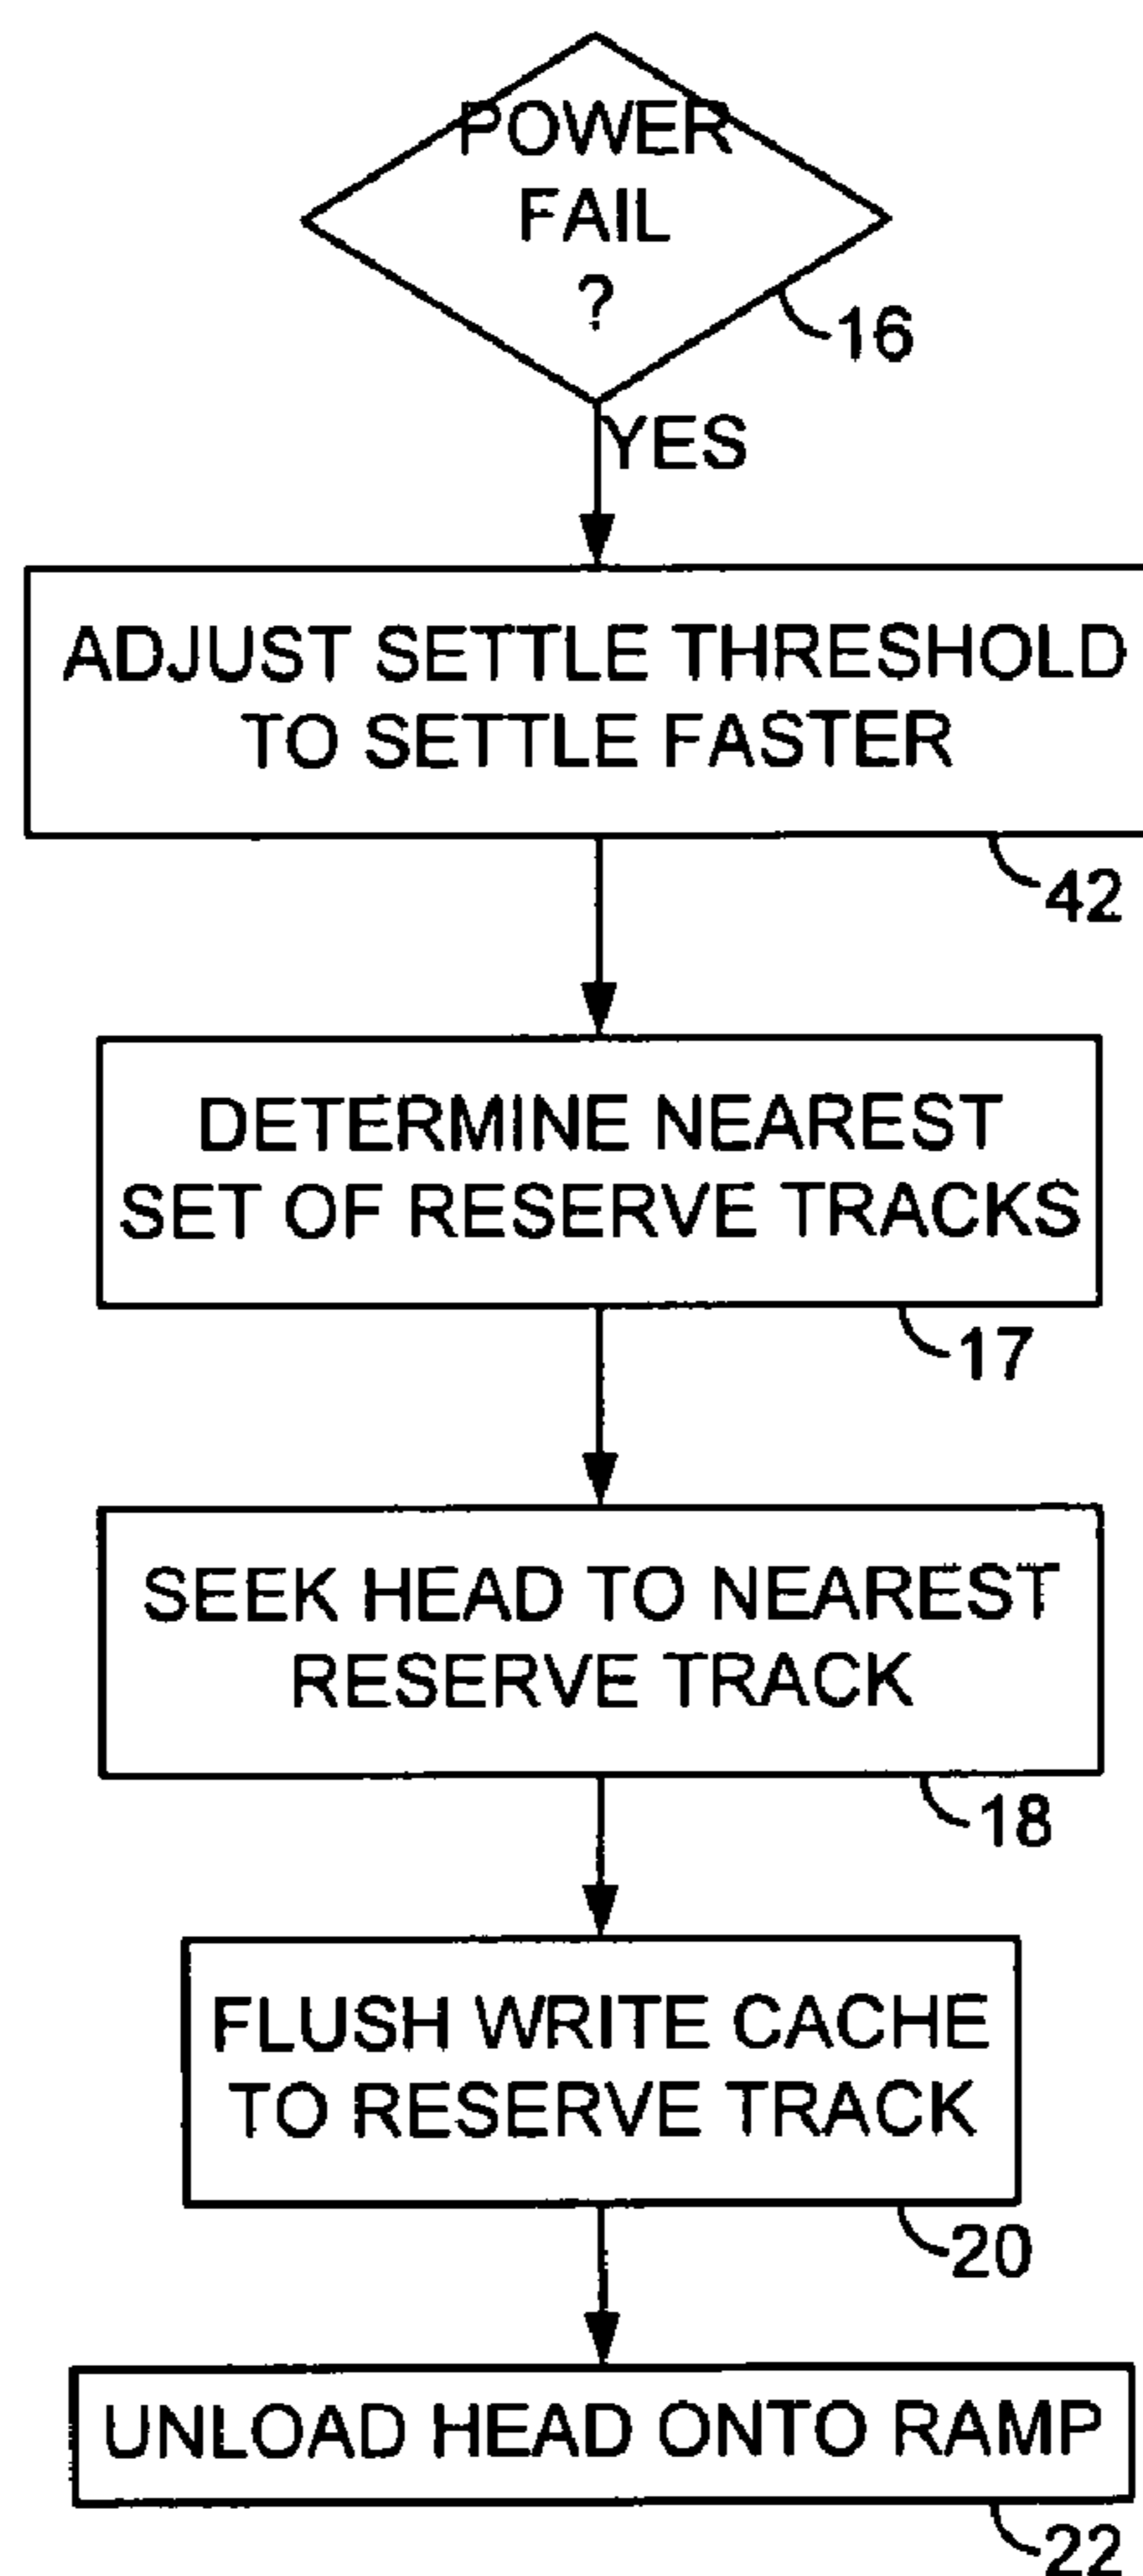 POWER
FAIL
?
16
YES
ADJUST SETTLE THRESHOLD
TO SETTLE FASTER
42
DETERMINE NEAREST
SET OF RESERVE TRACKS
17
SEEK HEAD TO NEAREST
RESERVE TRACK
18
FLUSH WRITE CACHE
TO RESERVE TRACK
20
UNLOAD HEAD ONTO RAMP
22